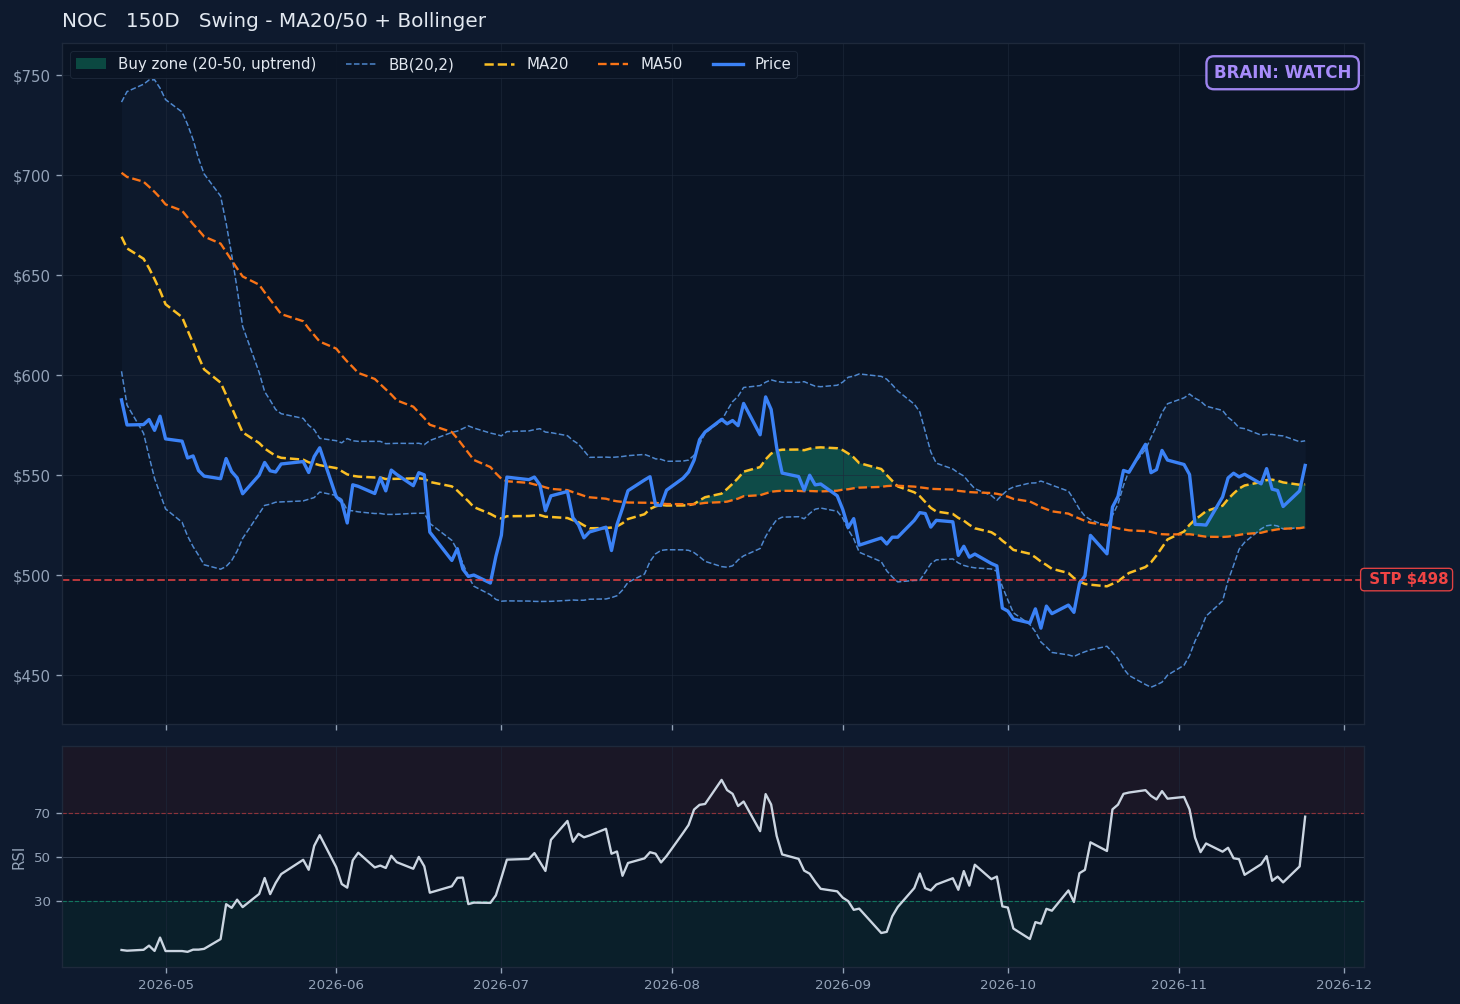 NOC   150D   Swing - MA20/50 + Bollinger
Buy zone (20-50, uptrend)   BB(20,2)   MA20   MA50   Price
BRAIN: WATCH
$750
$700
$650
$600
$550
$500
$450
STP $498
RSI
70
50
30
2026-05   2026-06   2026-07   2026-08   2026-09   2026-10   2026-11   2026-12